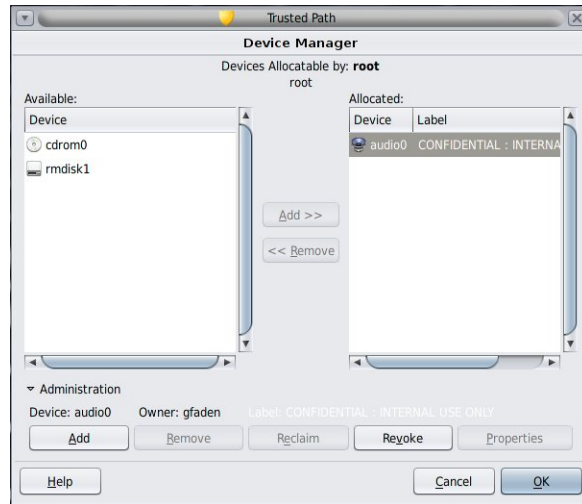 Trusted Path
Device Manager
Devices Allocatable by: root
root
Available:
Device
cdrom0
rmdisk1
Add >>
<< Remove
Allocated:
Device Label
audio0 CONFIDENTIAL : INTERNA
Administration
Device: audio0 Owner: gfaden Label: CONFIDENTIAL : INTERNAL USE ONLY
Add Remove Reclaim Revoke Properties
Help Cancel OK